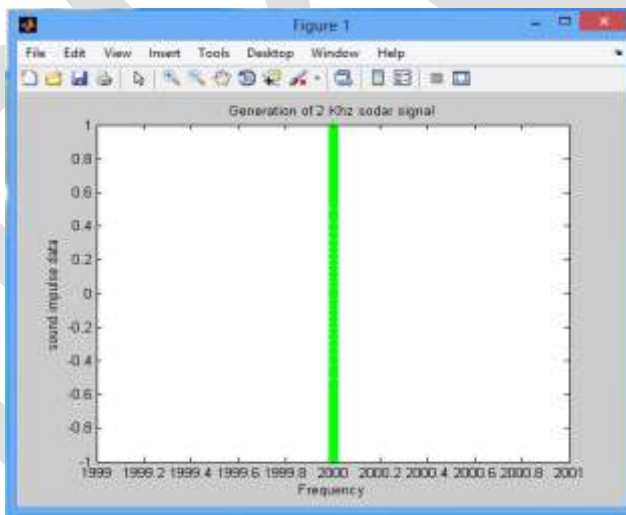 Figure 1
File Edit View Insert Tools Desktop Window Help
Generation of 2 Khz sodar signal
1
0.8
0.6
0.4
0.2
0
-0.2
-0.4
-0.6
-0.8
-1
sound impulse data
1999 1999.2 1999.4 1999.6 1999.8 2000 2000.2 2000.4 2000.6 2000.8 2001
Frequency